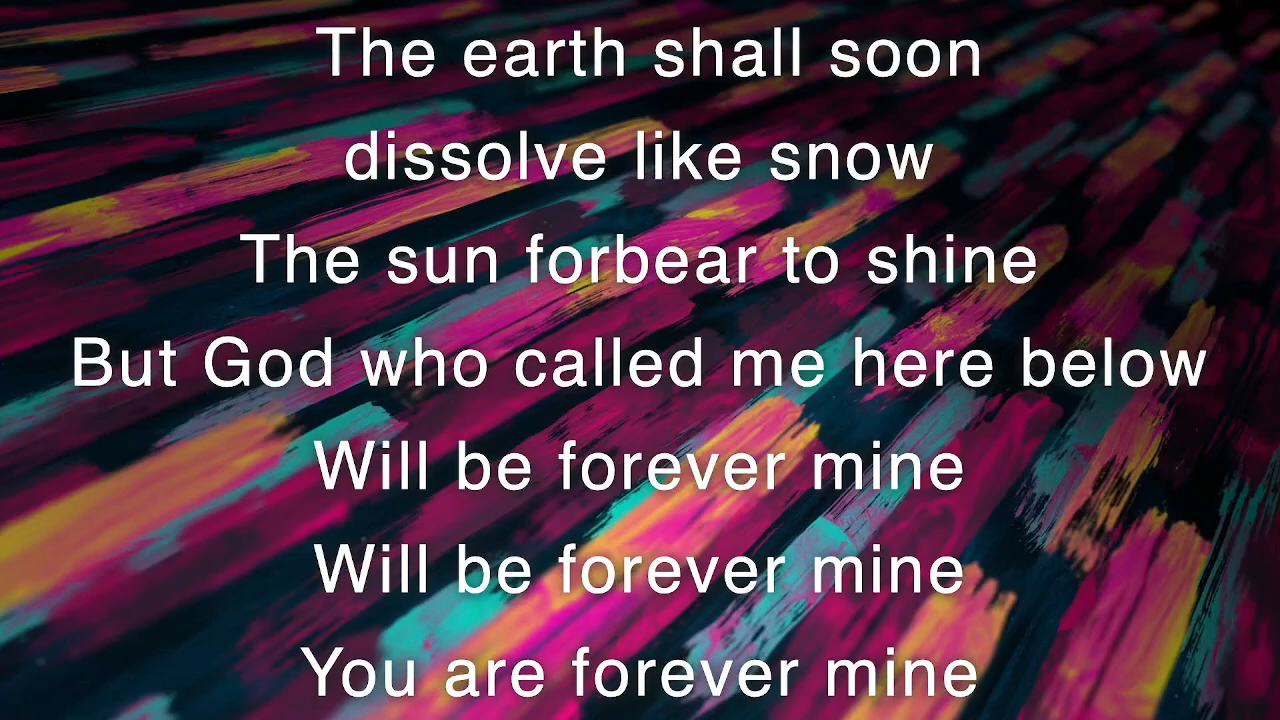 The earth shall soon
dissolve like snow
The sun forbear to shine
But God who called me here below
Will be forever mine
Will be forever mine
You are forever mine